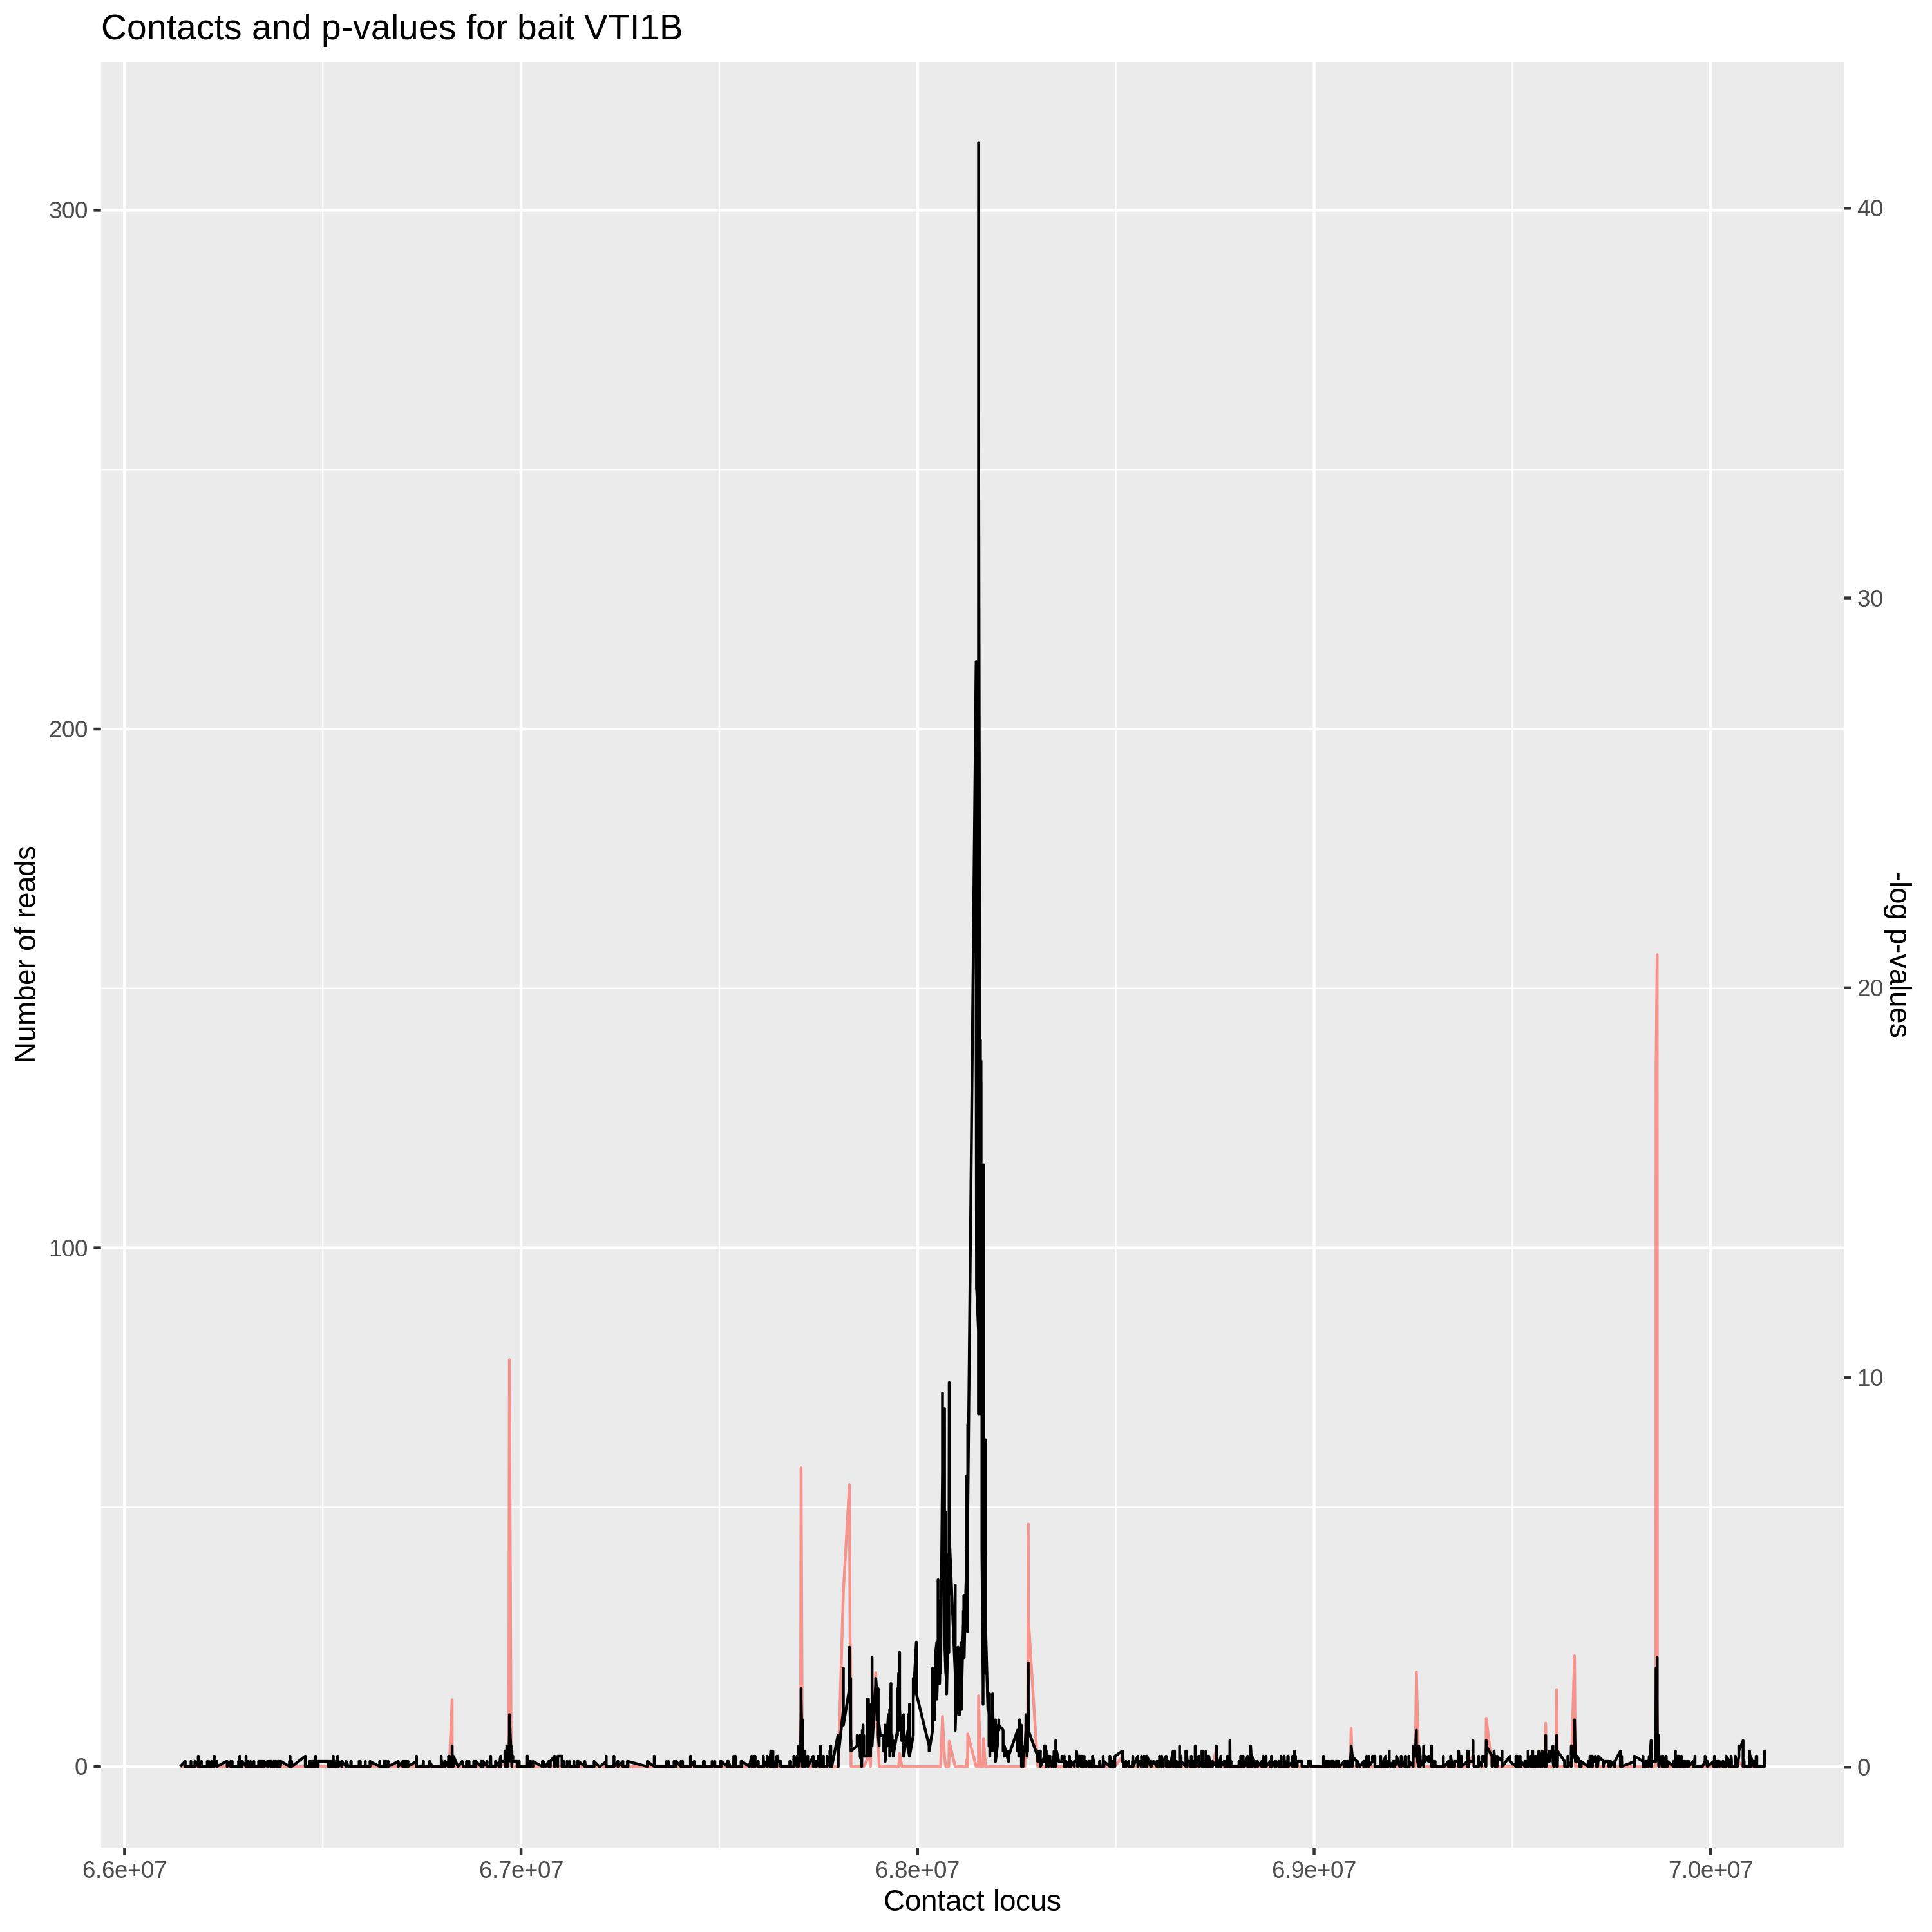 Contacts and p-values for bait VTI1B
300
200
100
0
Number of reads
40
30
20
10
0
-log p-values
6.6e+07 6.7e+07 6.8e+07 6.9e+07 7.0e+07
Contact locus